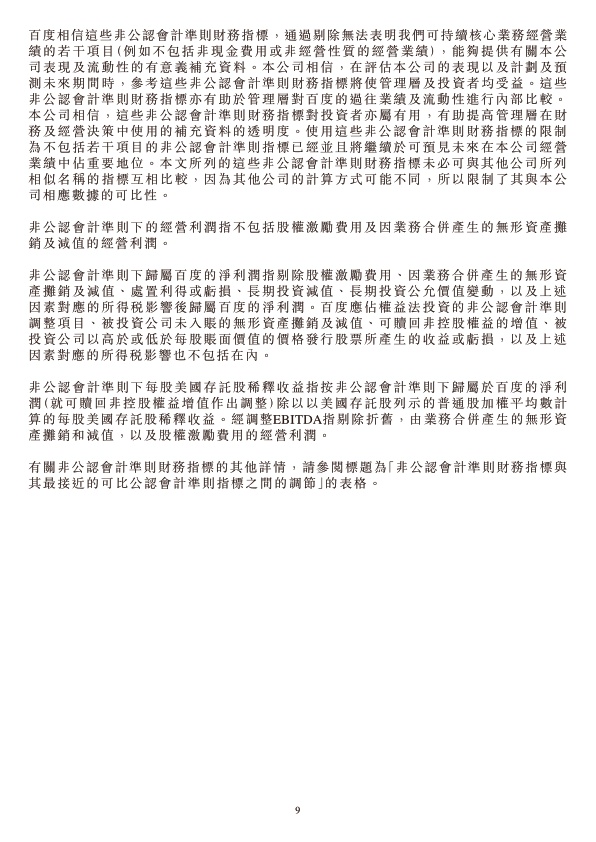 百度相信這些非公認會計準則財務指標，通過剔除無法表明我們可持續核心業務經營業
績的若干項目(例如不包括非現金費用或非經營性質的經營業績)，能夠提供有關本公
司表現及流動性的有意義補充資料。本公司相信，在評估本公司的表現以及計劃及預
測未來期間時，參考這些非公認會計準則財務指標將使管理層及投資者均受益。這些
非公認會計準則財務指標亦有助於管理層對百度的過往業績及流動性進行內部比較。
本公司相信，這些非公認會計準則財務指標對投資者亦屬有用，有助提高管理層在財
務及經營決策中使用的補充資料的透明度。使用這些非公認會計準則財務指標的限制
為不包括若干項目的非公認會計準則指標已經並且將繼續於可預見未來在本公司經營
業績中佔重要地位。本文所列的這些非公認會計準則財務指標未必可與其他公司所列
相似名稱的指標互相比較，因為其他公司的計算方式可能不同，所以限制了其與本公
司相應數據的可比性。
非公認會計準則下的經營利潤指不包括股權激勵費用及因業務合併產生的無形資產攤
銷及減值的經營利潤。
非公認會計準則下歸屬百度的淨利潤指剔除股權激勵費用、因業務合併產生的無形資
產攤銷及減值、處置利得或虧損、長期投資減值、長期投資公允價值變動，以及上述
因素對應的所得稅影響後歸屬百度的淨利潤。百度應佔權益法投資的非公認會計準則
調整項目、被投資公司未入賬的無形資產攤銷及減值、可贖回非控股權益的增值、被
投資公司以高於或低於每股賬面價值的價格發行股票所產生的收益或虧損，以及上述
因素對應的所得稅影響也不包括在內。
非公認會計準則下每股美國存託股稀釋收益指按非公認會計準則下歸屬於百度的淨利
潤(就可贖回非控股權益增值作出調整)除以以美國存託股列示的普通股加權平均數計
算的每股美國存託股稀釋收益。經調整EBITDA指剔除折舊，由業務合併產生的無形資
產攤銷和減值，以及股權激勵費用的經營利潤。
有關非公認會計準則財務指標的其他詳情，請參閱標題為「非公認會計準則財務指標與
其最接近的可比公認會計準則指標之間的調節」的表格。
9